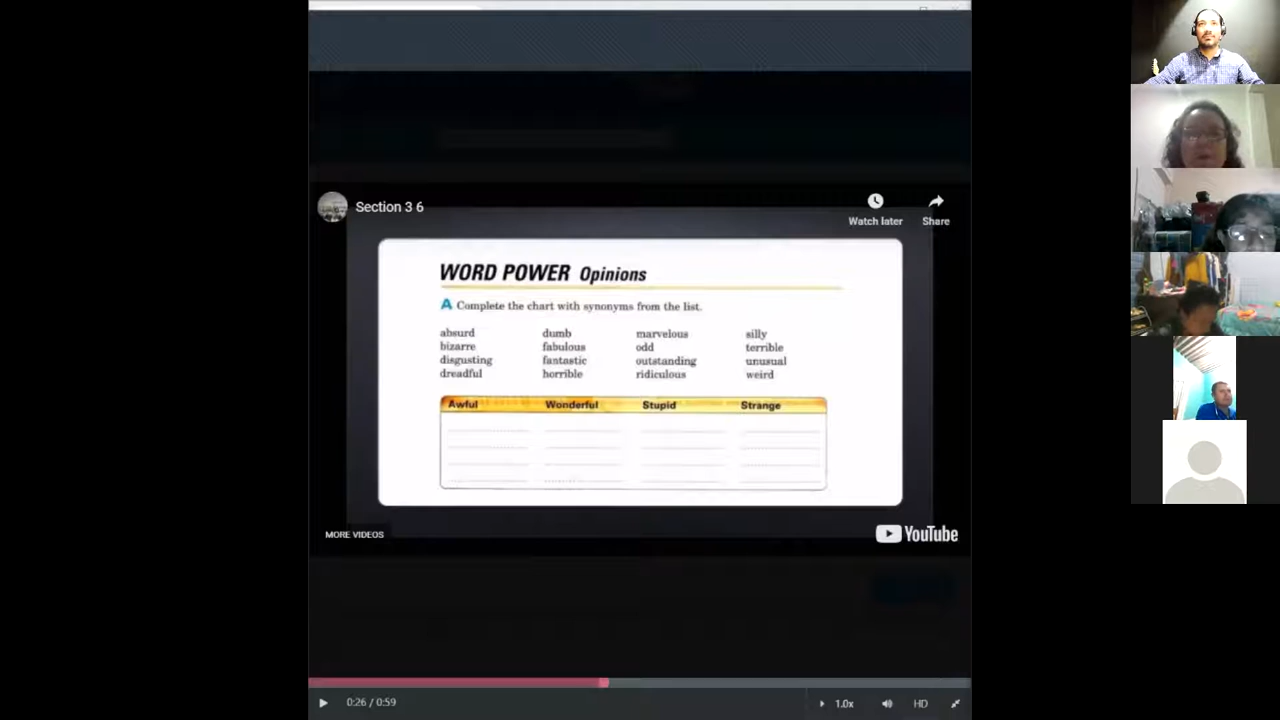 Section 3 6
Watch later
Share
WORD POWER Opinions
A Complete the chart with synonyms from the list.
absurd dumb marvelous silly
bizarre fabulous odd terrible
disgusting fantastic outstanding unusual
dreadful horrible ridiculous weird
Awful Wonderful Stupid Strange
MORE VIDEOS
YouTube
0:26 / 0:59
1.0x
HD